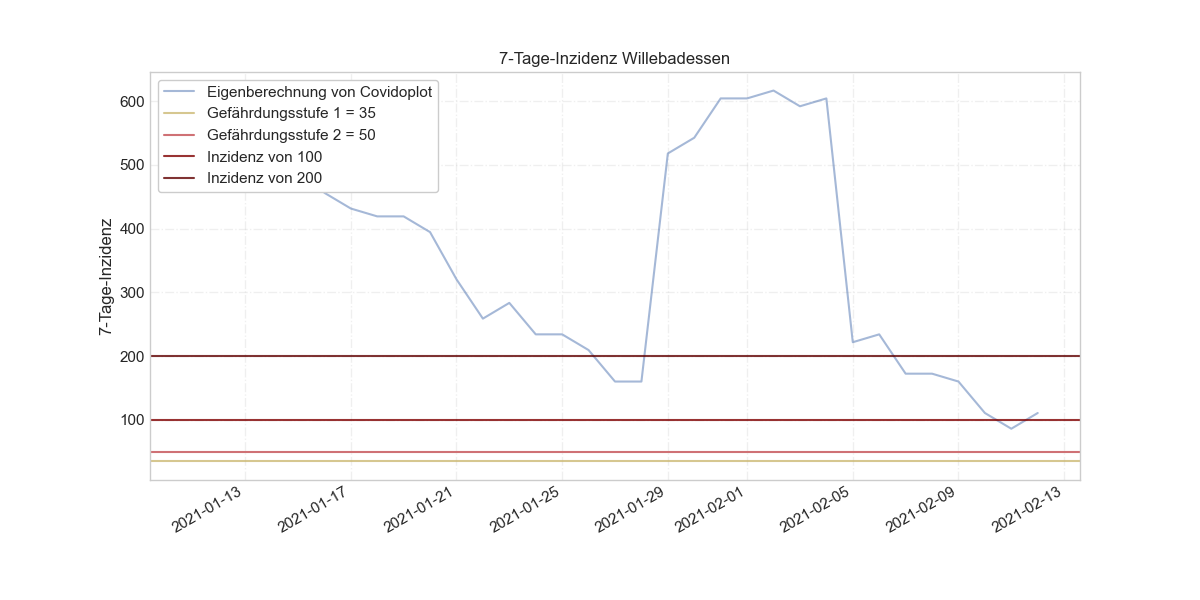 7-Tage-Inzidenz Willebadessen
Eigenberechnung von Covidoplot
Gefährdungsstufe 1 = 35
Gefährdungsstufe 2 = 50
Inzidenz von 100
Inzidenz von 200
7-Tage-Inzidenz
600
500
400
300
200
100
2021-01-13
2021-01-17
2021-01-21
2021-01-25
2021-01-29
2021-02-01
2021-02-05
2021-02-09
2021-02-13